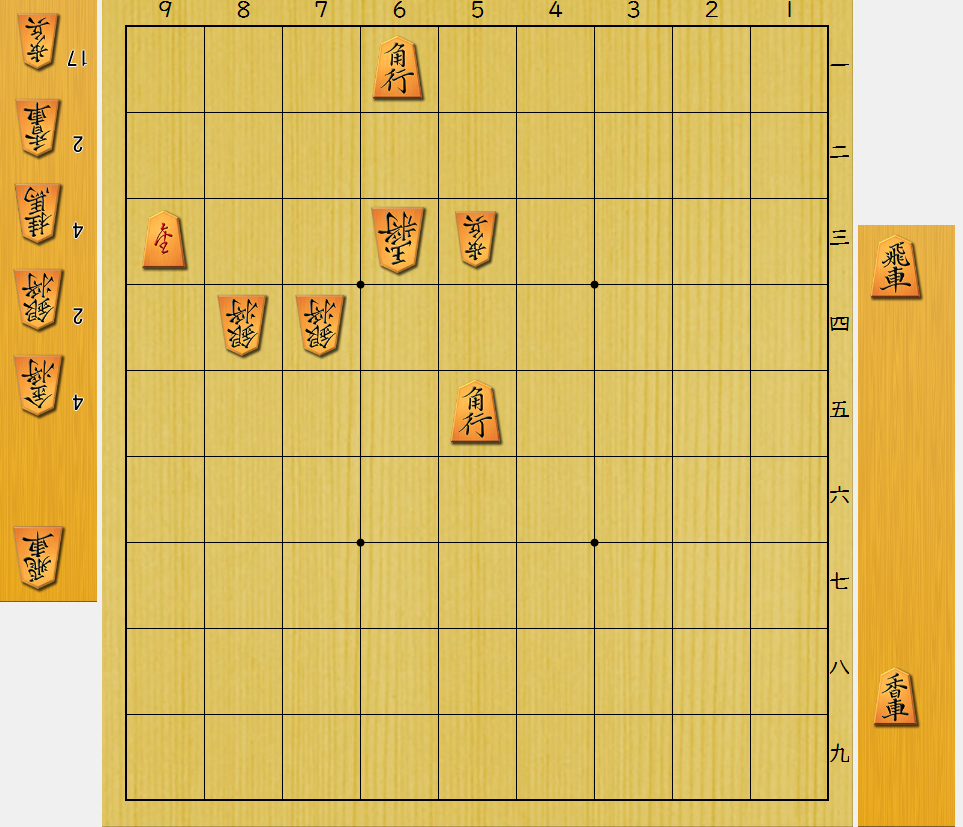 9 8 7 6 5 4 3 2 1
角行 一
二
金 玉将 歩兵 三
銀将 銀将 四
角行 五
六
七
八
九
歩兵 17
香車 2
桂馬 4
銀将 2
金将 4
飛車
飛車
香車